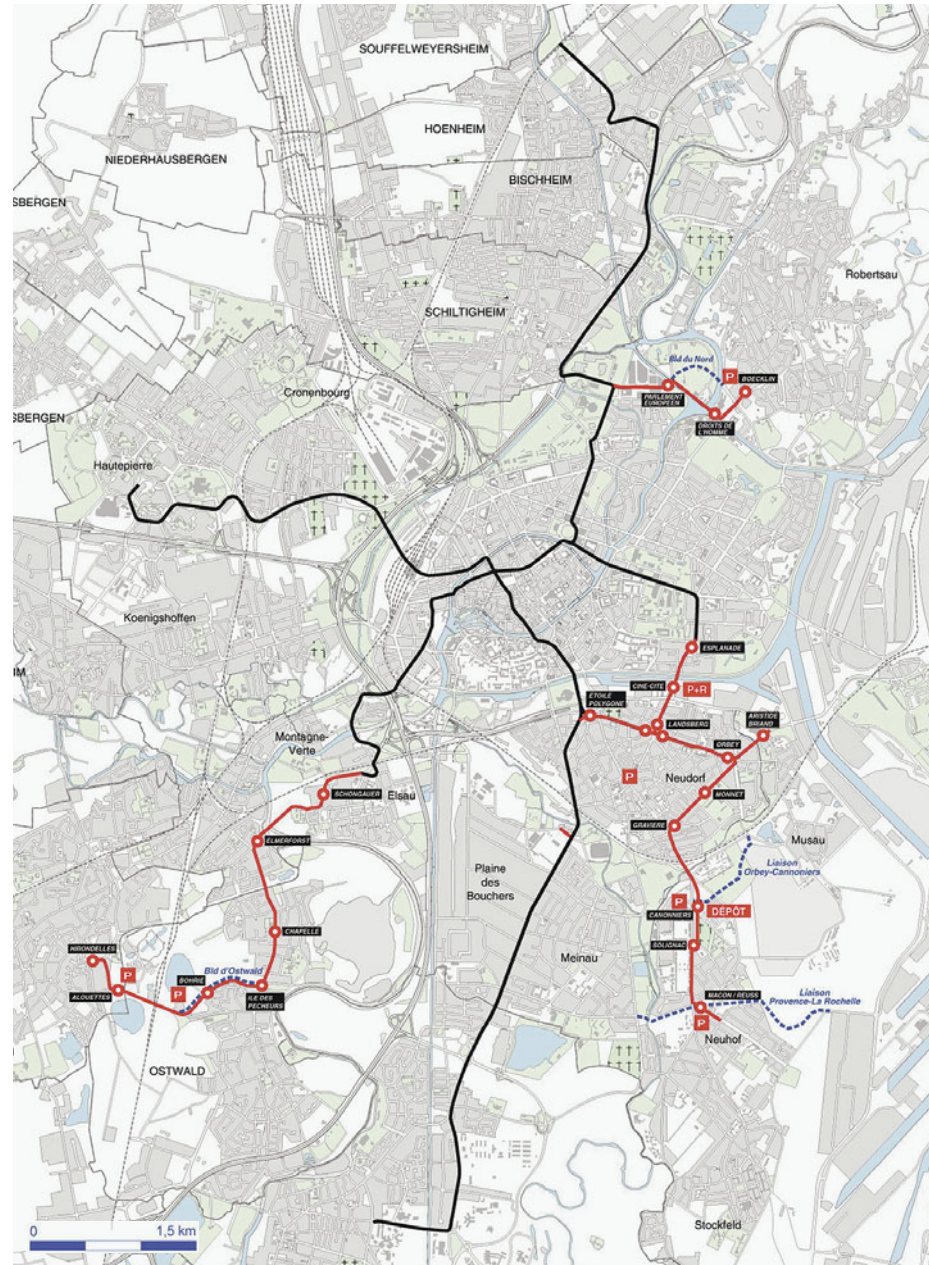 SOUFFELWEYERSHEIM
HOENHEIM
NIEDERHAUSBERGEN
BISCHHEIM
SBERGEN
Robertsau
SCHILTIGHEIM
Bld du Nord
P
BOECKLIN
PARLEMENT
EUROPEEN
Cronenbourg
DROITS DE
L'HOMME
SBERGEN
Hautepierre
Koenigshoffen
ESPLANADE
IM
CINE-CITE
P+R
ETOILE
POLYGONE
LANDSBERG
ARISTIDE
BRIAND
Montagne-
Verte
ORBEY
P
Neudorf
SCHONGAUER
Elsau
MONNET
GRAVIERE
ELMERFORST
Musau
Liaison
Orbey-Cannoniers
Plaine
des
Bouchers
P
CANONNIERS
DÉPÔT
CHAPELLE
HIRONDELLES
SOLIGNAC
Meinau
P
Bld d'Ostwald
BOHRIE
ALOUETTES
P
ILE DES
PECHEURS
MACON / REUSS
Liaison
Provence-La Rochelle
P
Neuhof
OSTWALD
Stockfeld
0
1,5 km